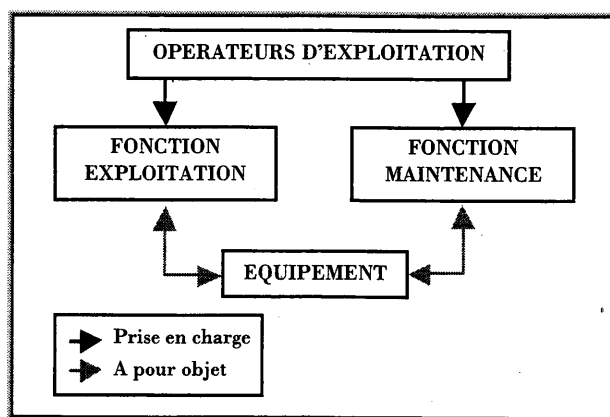 OPERATEURS D'EXPLOITATION
FONCTION
EXPLOITATION
FONCTION
MAINTENANCE
EQUIPEMENT
Prise en charge
A pour objet